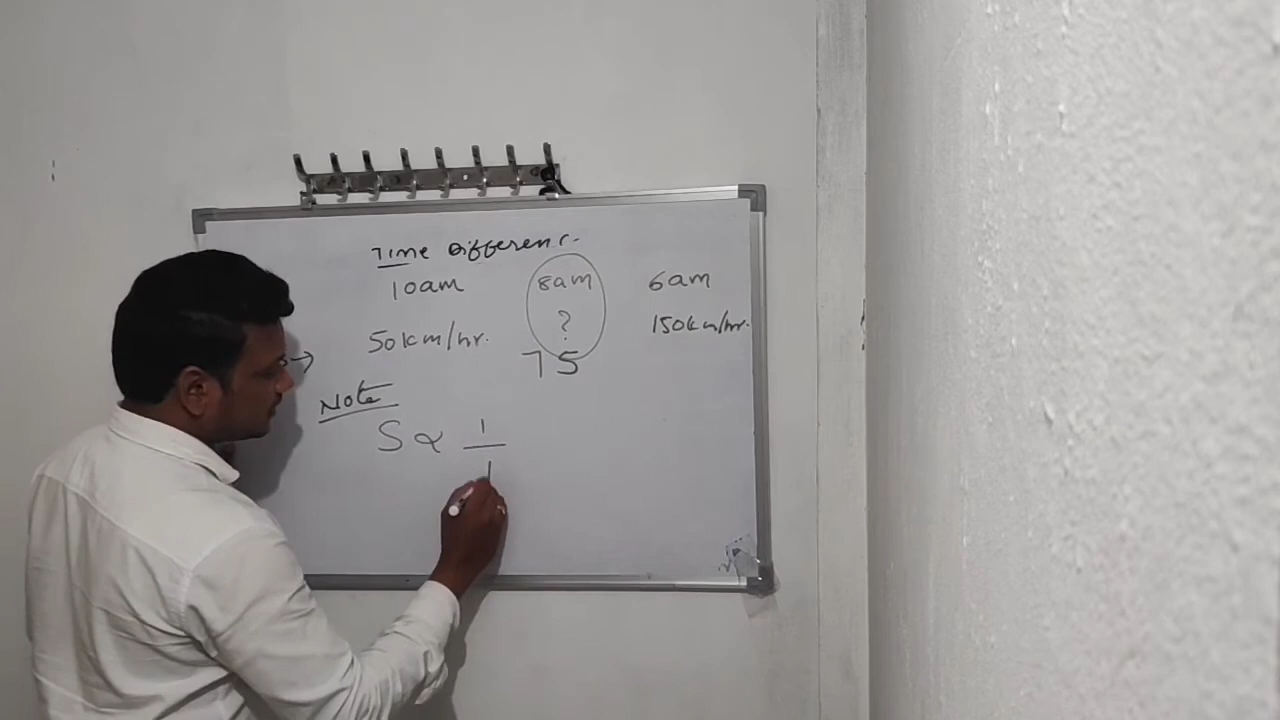 Time Differenc.
10am 8am 6am
50km/hr. ? 150km/hr.
75
Note
S ∝ 1